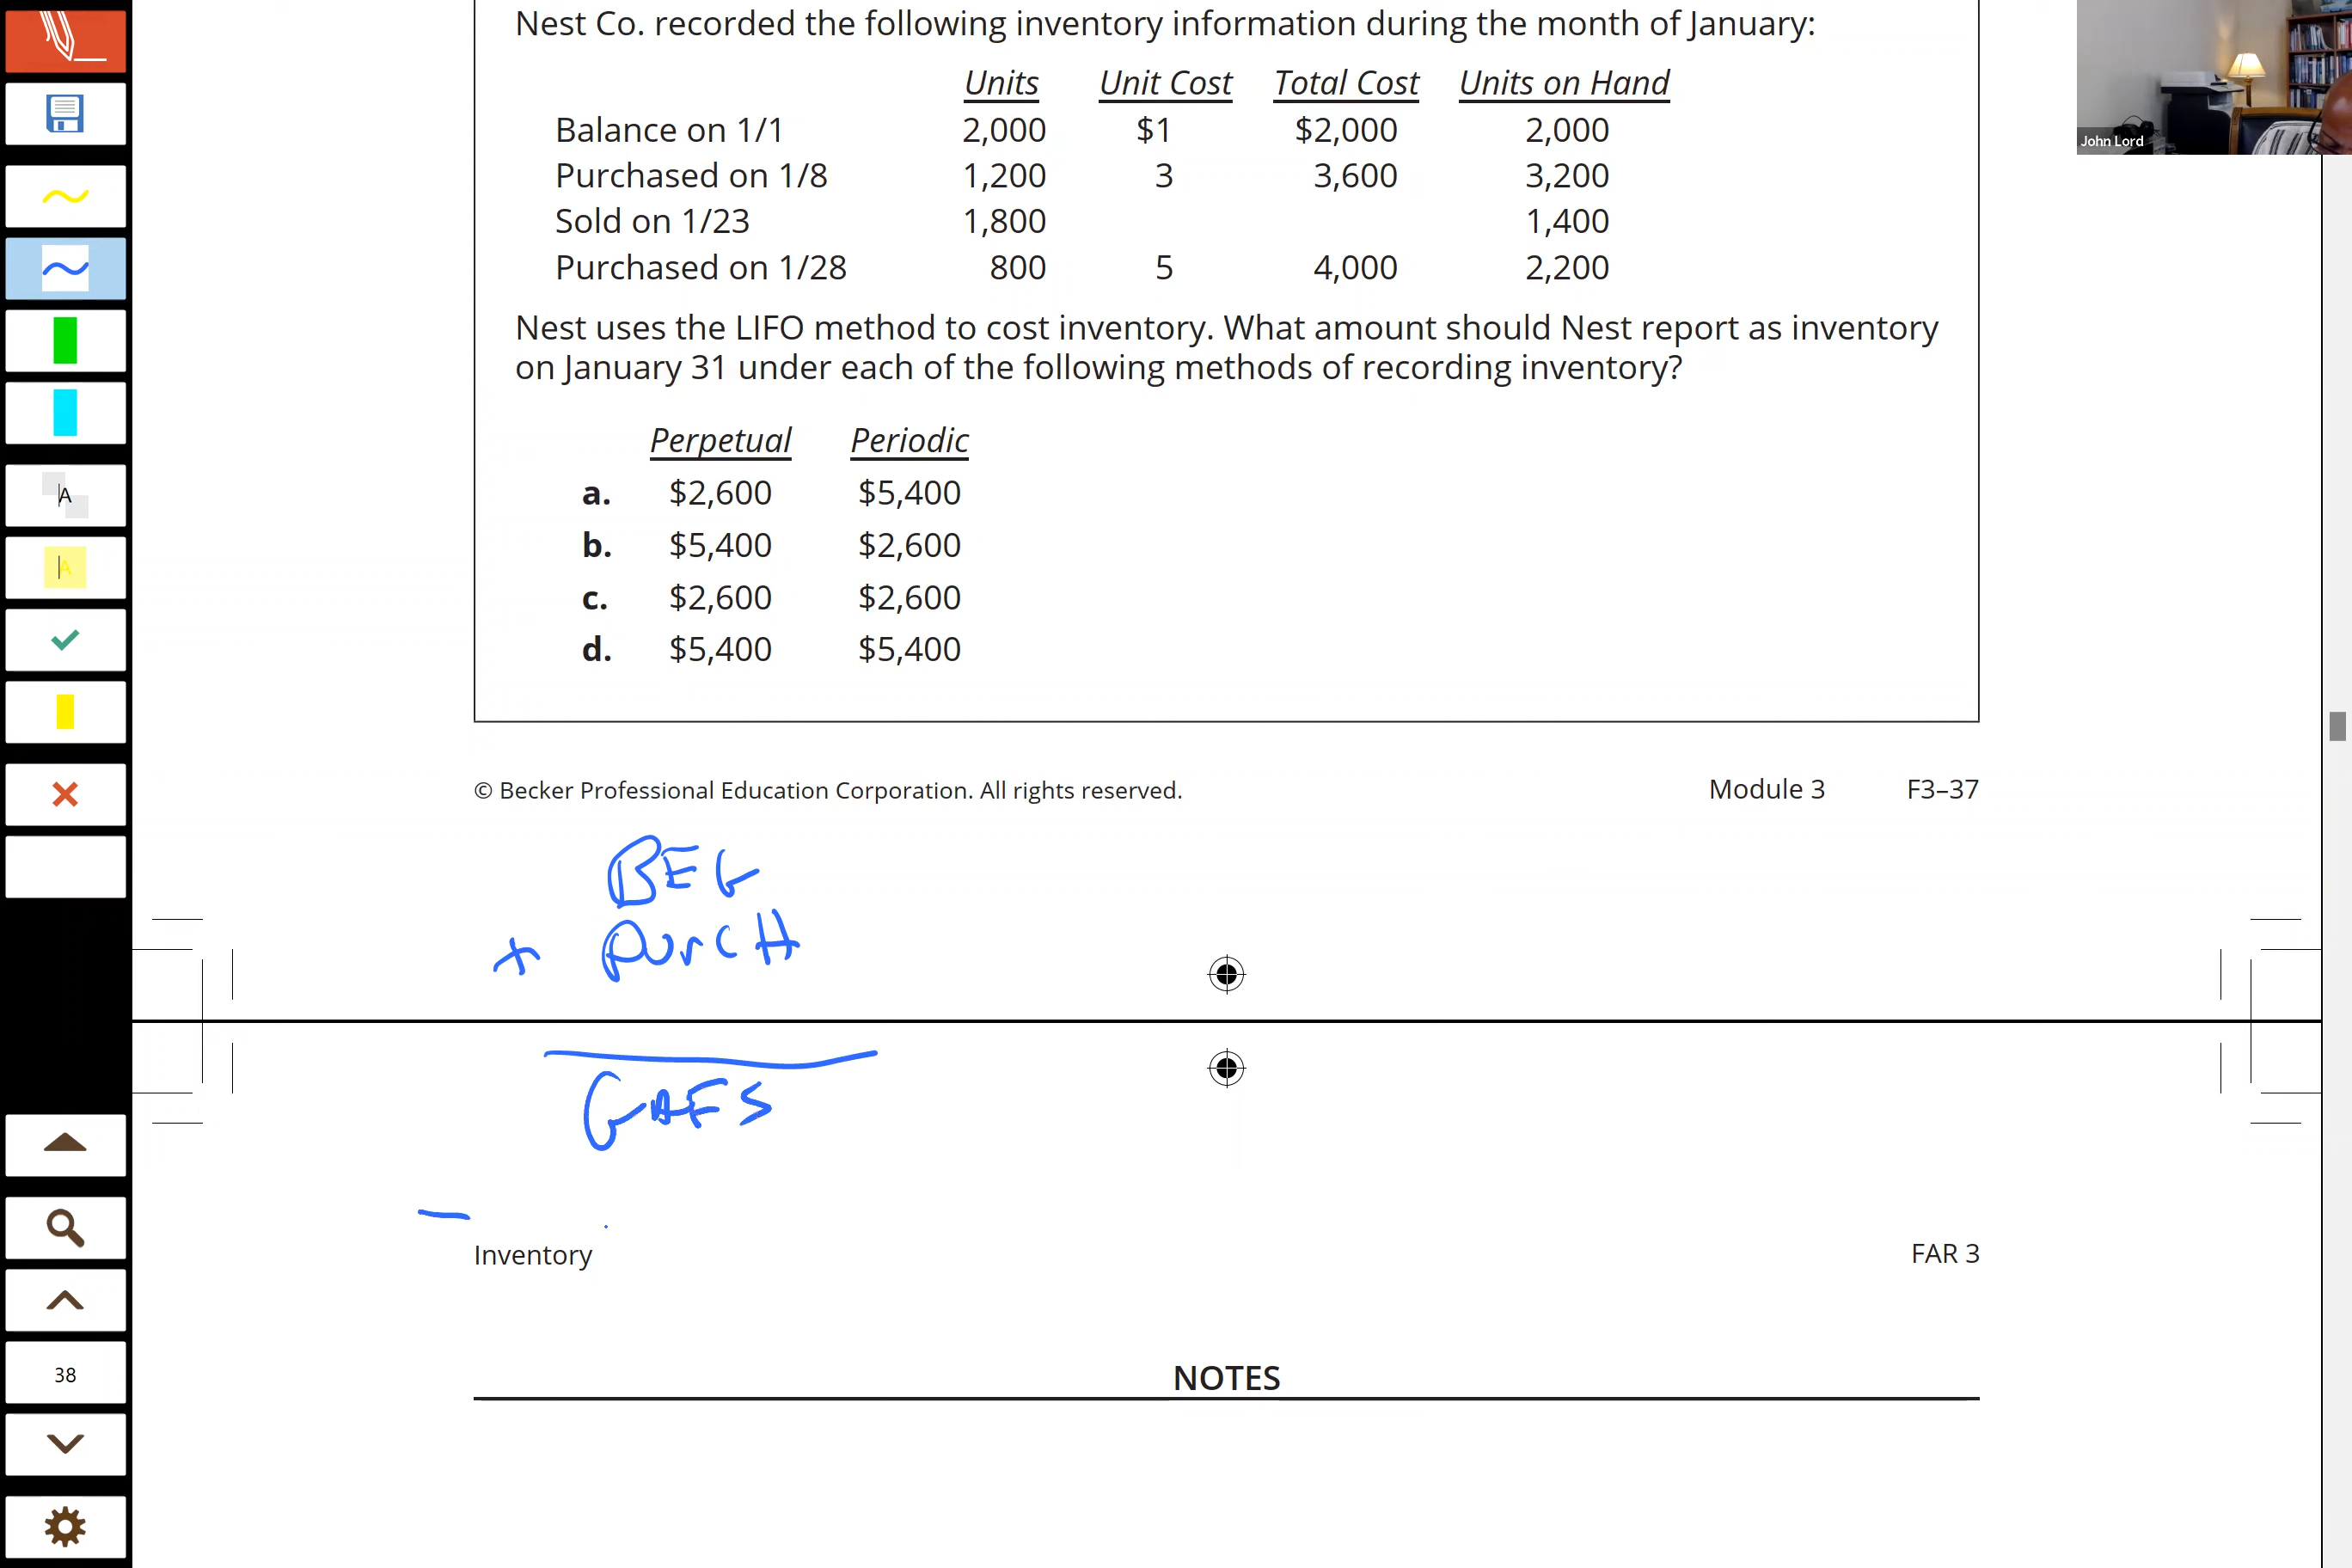 Nest Co. recorded the following inventory information during the month of January:
John Lord
Units Unit Cost Total Cost Units on Hand
Balance on 1/1 2,000 $1 $2,000 2,000
Purchased on 1/8 1,200 3 3,600 3,200
Sold on 1/23 1,800 1,400
Purchased on 1/28 800 5 4,000 2,200
Nest uses the LIFO method to cost inventory. What amount should Nest report as inventory
on January 31 under each of the following methods of recording inventory?
Perpetual Periodic
a. $2,600 $5,400
b. $5,400 $2,600
c. $2,600 $2,600
d. $5,400 $5,400
A
A
© Becker Professional Education Corporation. All rights reserved. Module 3 F3–37
BEG
+ PURCH
GAFS
–
Inventory FAR 3
38
NOTES